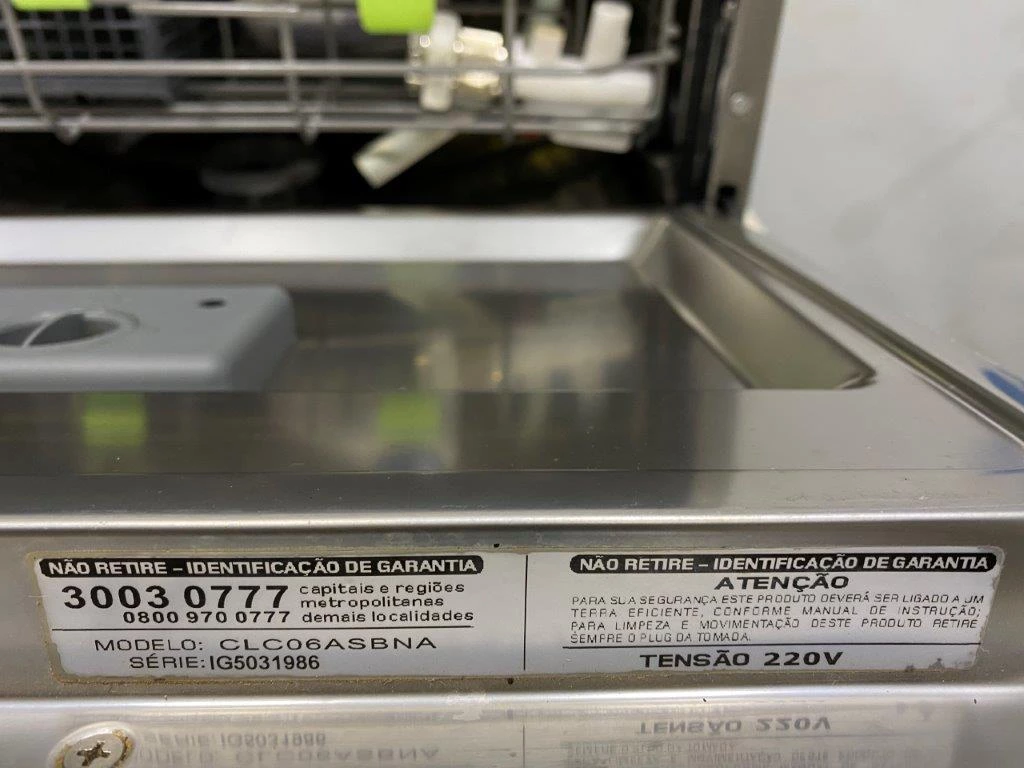 NÃO RETIRE - IDENTIFICAÇÃO DE GARANTIA
3003 0777 capitais e regiões metropolitanas
0800 970 0777 demais localidades
MODELO: CLC06ASBNA
SÉRIE: IG5031986
NÃO RETIRE - IDENTIFICAÇÃO DE GARANTIA
ATENÇÃO
PARA SUA SEGURANÇA ESTE PRODUTO DEVERÁ SER LIGADO A UM
TERRA EFICIENTE, CONFORME MANUAL DE INSTRUÇÃO;
PARA LIMPEZA E MOVIMENTAÇÃO DESTE PRODUTO RETIRE
SEMPRE O PLUG DA TOMADA.
TENSÃO 220V